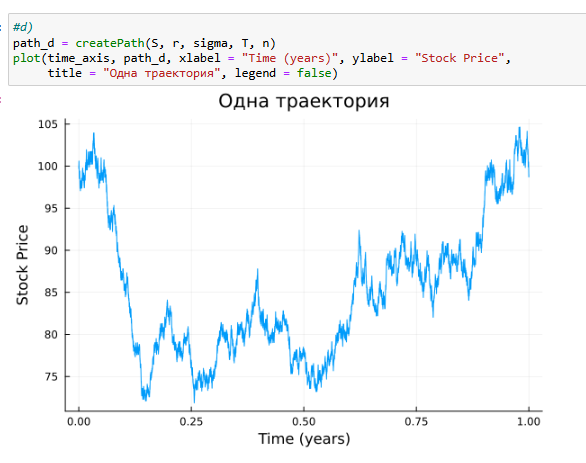 #d)
path_d = createPath(S, r, sigma, T, n)
plot(time_axis, path_d, xlabel = "Time (years)", ylabel = "Stock Price",
title = "Одна траектория", legend = false)
Одна траектория
105
100
95
90
85
80
75
Stock Price
0.00 0.25 0.50 0.75 1.00
Time (years)